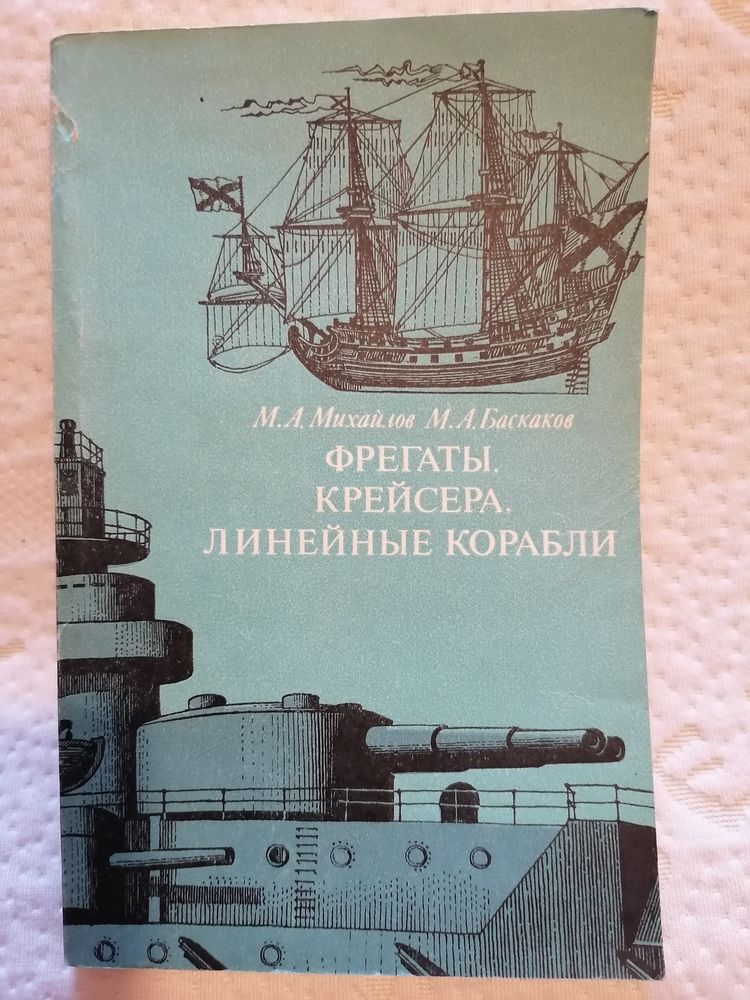 М.А.Михайлов М.А.Баскаков
ФРЕГАТЫ,
КРЕЙСЕРА,
ЛИНЕЙНЫЕ КОРАБЛИ